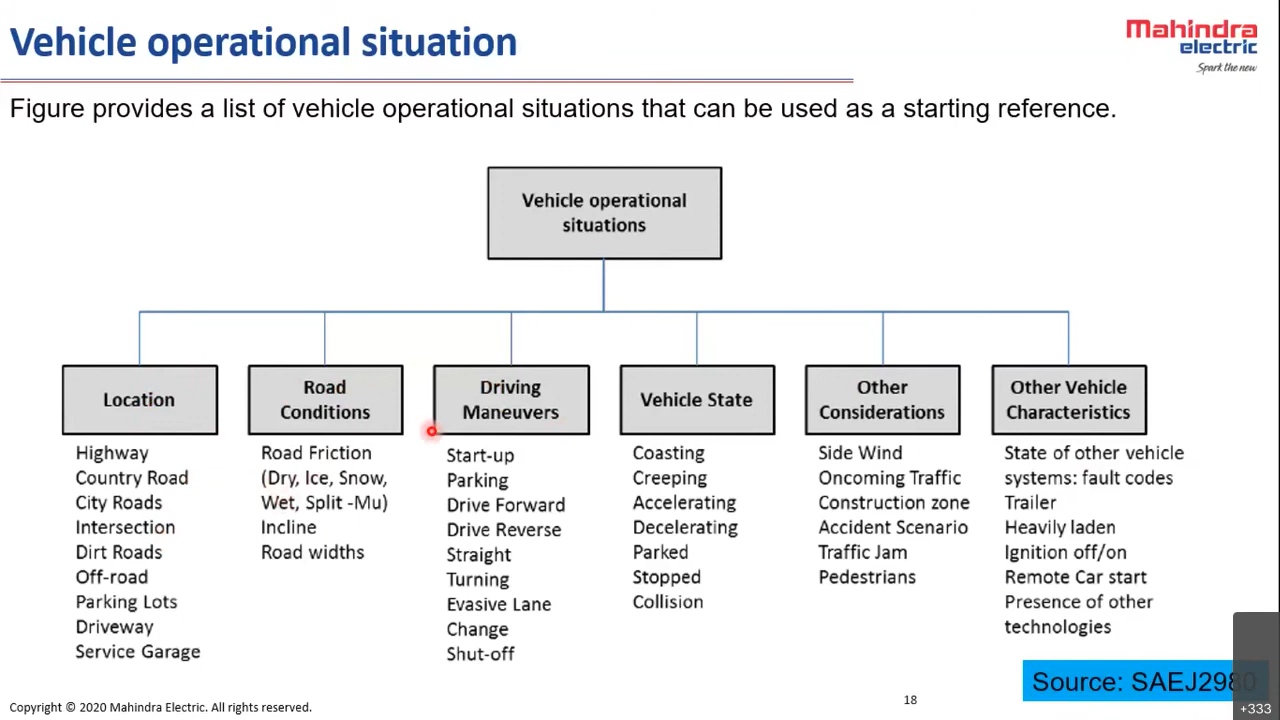 Vehicle operational situation
Mahindra
electric
Spark the new
Figure provides a list of vehicle operational situations that can be used as a starting reference.
Vehicle operational
situations
Location
Highway
Country Road
City Roads
Intersection
Dirt Roads
Off-road
Parking Lots
Driveway
Service Garage
Road
Conditions
Road Friction
(Dry, Ice, Snow,
Wet, Split -Mu)
Incline
Road widths
Driving
Maneuvers
Start-up
Parking
Drive Forward
Drive Reverse
Straight
Turning
Evasive Lane
Change
Shut-off
Vehicle State
Coasting
Creeping
Accelerating
Decelerating
Parked
Stopped
Collision
Other
Considerations
Side Wind
Oncoming Traffic
Construction zone
Accident Scenario
Traffic Jam
Pedestrians
Other Vehicle
Characteristics
State of other vehicle
systems: fault codes
Trailer
Heavily laden
Ignition off/on
Remote Car start
Presence of other
technologies
Source: SAEJ2980
Copyright © 2020 Mahindra Electric. All rights reserved.
18
+333